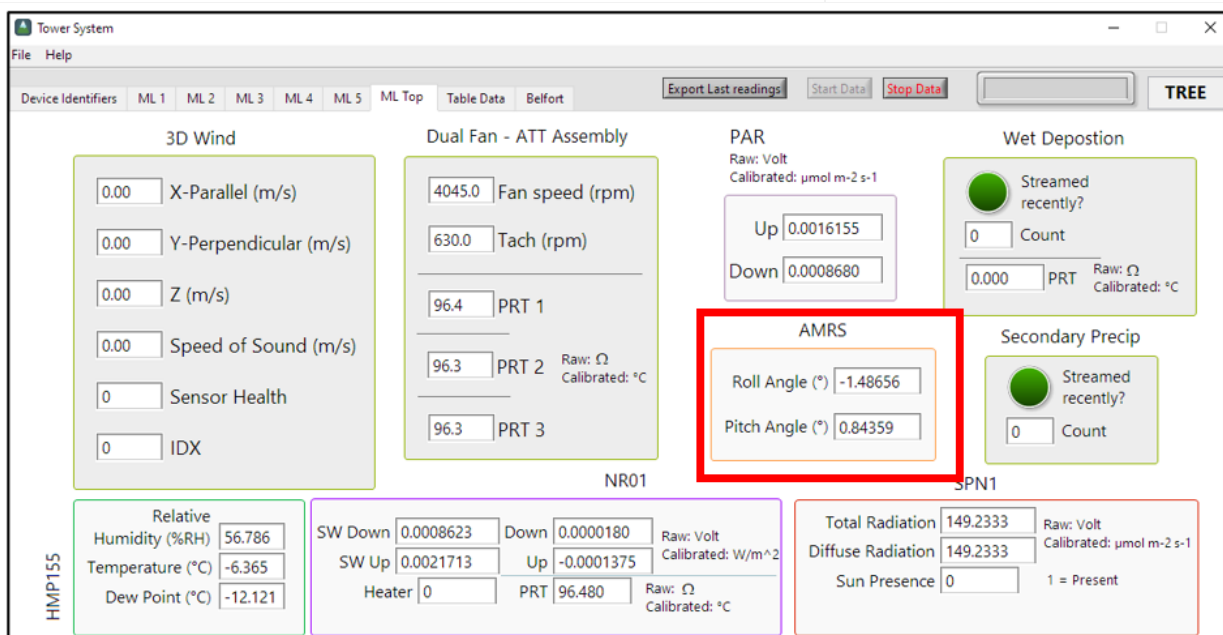 Tower System
File Help
Device Identifiers ML 1 ML 2 ML 3 ML 4 ML 5 ML Top Table Data Belfort
Export Last readings Start Data Stop Data TREE
3D Wind
0.00 X-Parallel (m/s)
0.00 Y-Perpendicular (m/s)
0.00 Z (m/s)
0.00 Speed of Sound (m/s)
0 Sensor Health
0 IDX
Dual Fan - ATT Assembly
4045.0 Fan speed (rpm)
630.0 Tach (rpm)
96.4 PRT 1
96.3 PRT 2 Raw: Ω
Calibrated: °C
96.3 PRT 3
PAR
Raw: Volt
Calibrated: µmol m-2 s-1
Up 0.0016155
Down 0.0008680
Wet Depostion
Streamed
recently?
0 Count
0.000 PRT Raw: Ω
Calibrated: °C
AMRS
Roll Angle (°) -1.48656
Pitch Angle (°) 0.84359
Secondary Precip
Streamed
recently?
0 Count
HMP155
Relative
Humidity (%RH) 56.786
Temperature (°C) -6.365
Dew Point (°C) -12.121
NR01
SW Down 0.0008623 Down 0.0000180 Raw: Volt
SW Up 0.0021713 Up -0.0001375 Calibrated: W/m^2
Heater 0 PRT 96.480 Raw: Ω
Calibrated: °C
SPN1
Total Radiation 149.2333 Raw: Volt
Diffuse Radiation 149.2333 Calibrated: µmol m-2 s-1
Sun Presence 0 1 = Present